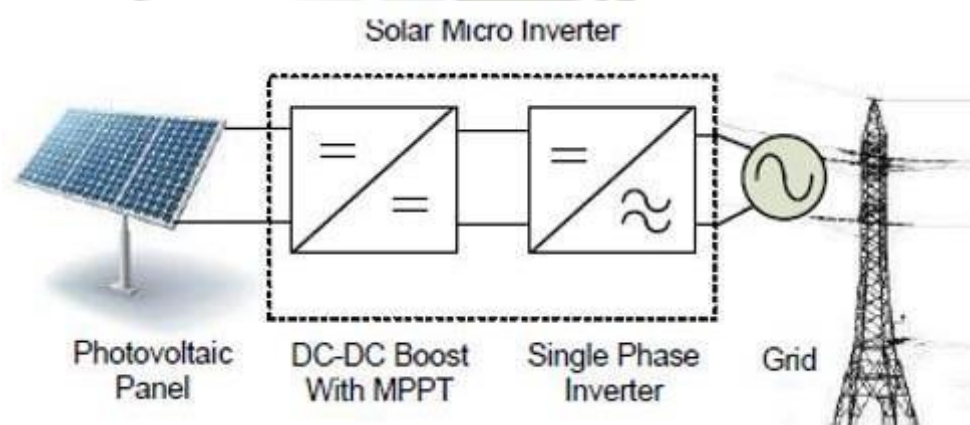 Solar Micro Inverter
Photovoltaic
Panel
DC-DC Boost
With MPPT
Single Phase
Inverter
Grid